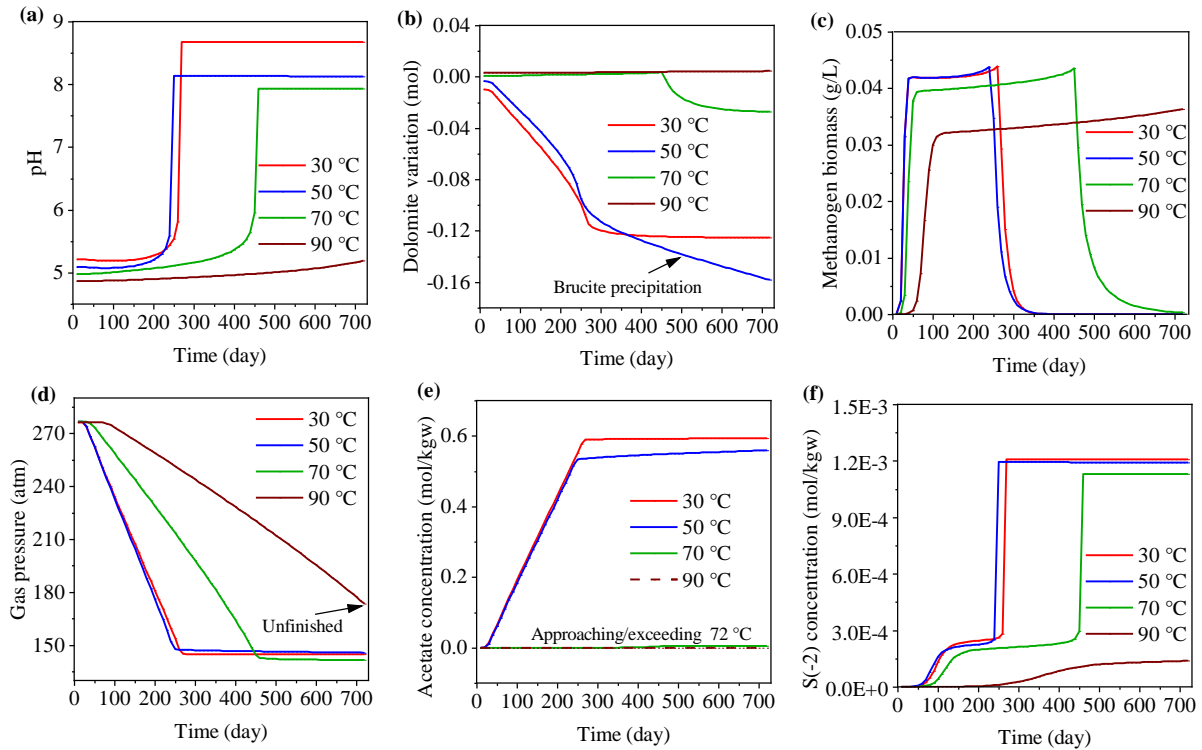 (a)
9
8
7
6
5
pH
30 ℃
50 ℃
70 ℃
90 ℃
0 100 200 300 400 500 600 700
Time (day)
(b)
0.04
0.00
-0.04
-0.08
-0.12
-0.16
Dolomite variation (mol)
30 ℃
50 ℃
70 ℃
90 ℃
Brucite precipitation
0 100 200 300 400 500 600 700
Time (day)
(c)
0.05
0.04
0.03
0.02
0.01
0.00
Methanogen biomass (g/L)
30 ℃
50 ℃
70 ℃
90 ℃
0 100 200 300 400 500 600 700
Time (day)
(d)
270
240
210
180
150
Gas pressure (atm)
30 ℃
50 ℃
70 ℃
90 ℃
Unfinished
0 100 200 300 400 500 600 700
Time (day)
(e)
0.6
0.4
0.2
0.0
Acetate concentration (mol/kgw)
30 ℃
50 ℃
70 ℃
90 ℃
Approaching/exceeding 72 ℃
0 100 200 300 400 500 600 700
Time (day)
(f)
1.5E-3
1.2E-3
9.0E-4
6.0E-4
3.0E-4
0.0E+0
S(-2) concentration (mol/kgw)
30 ℃
50 ℃
70 ℃
90 ℃
0 100 200 300 400 500 600 700
Time (day)